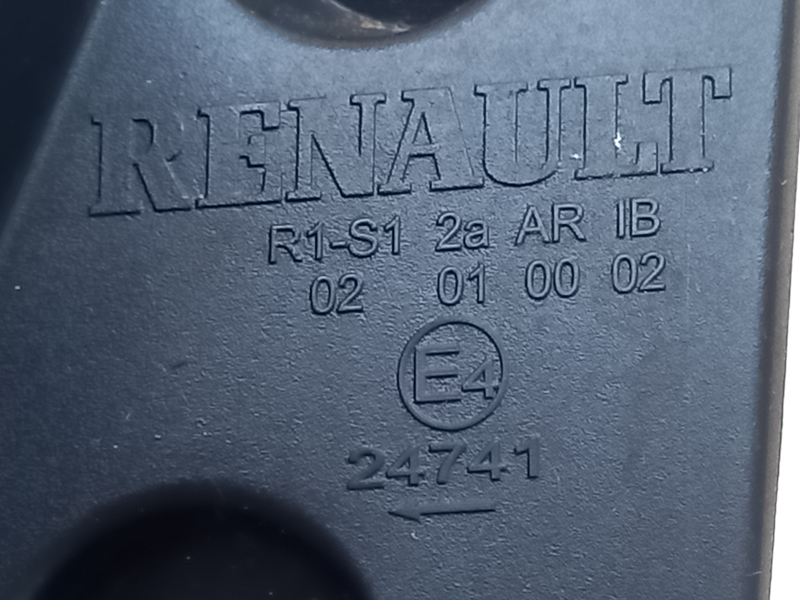 RENAULT
R1-S1 2a AR IB
02 01 00 02
E4
24741
←